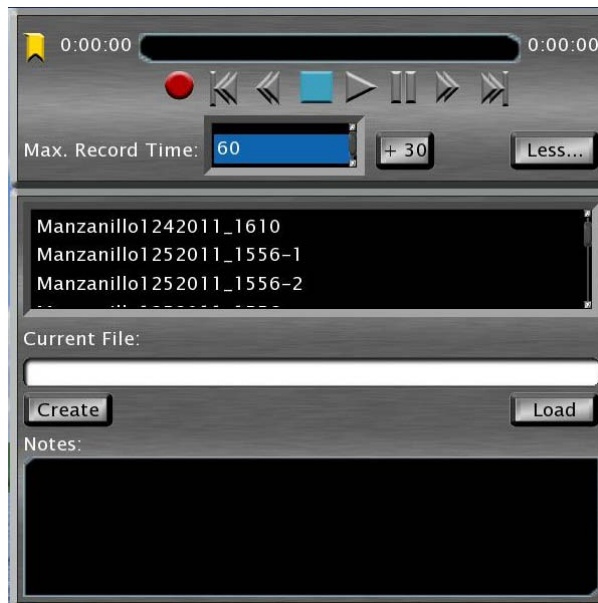 0:00:00 0:00:00
Max. Record Time: 60 + 30 Less...
Manzanillo1242011_1610
Manzanillo1252011_1556-1
Manzanillo1252011_1556-2
Current File:
Create Load
Notes: